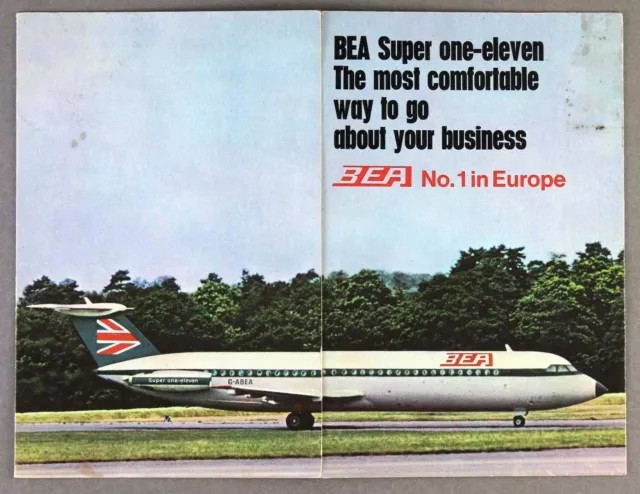 BEA Super one-eleven
The most comfortable
way to go
about your business
BEA No.1 in Europe
BEA
Super one-eleven
G-ABEA